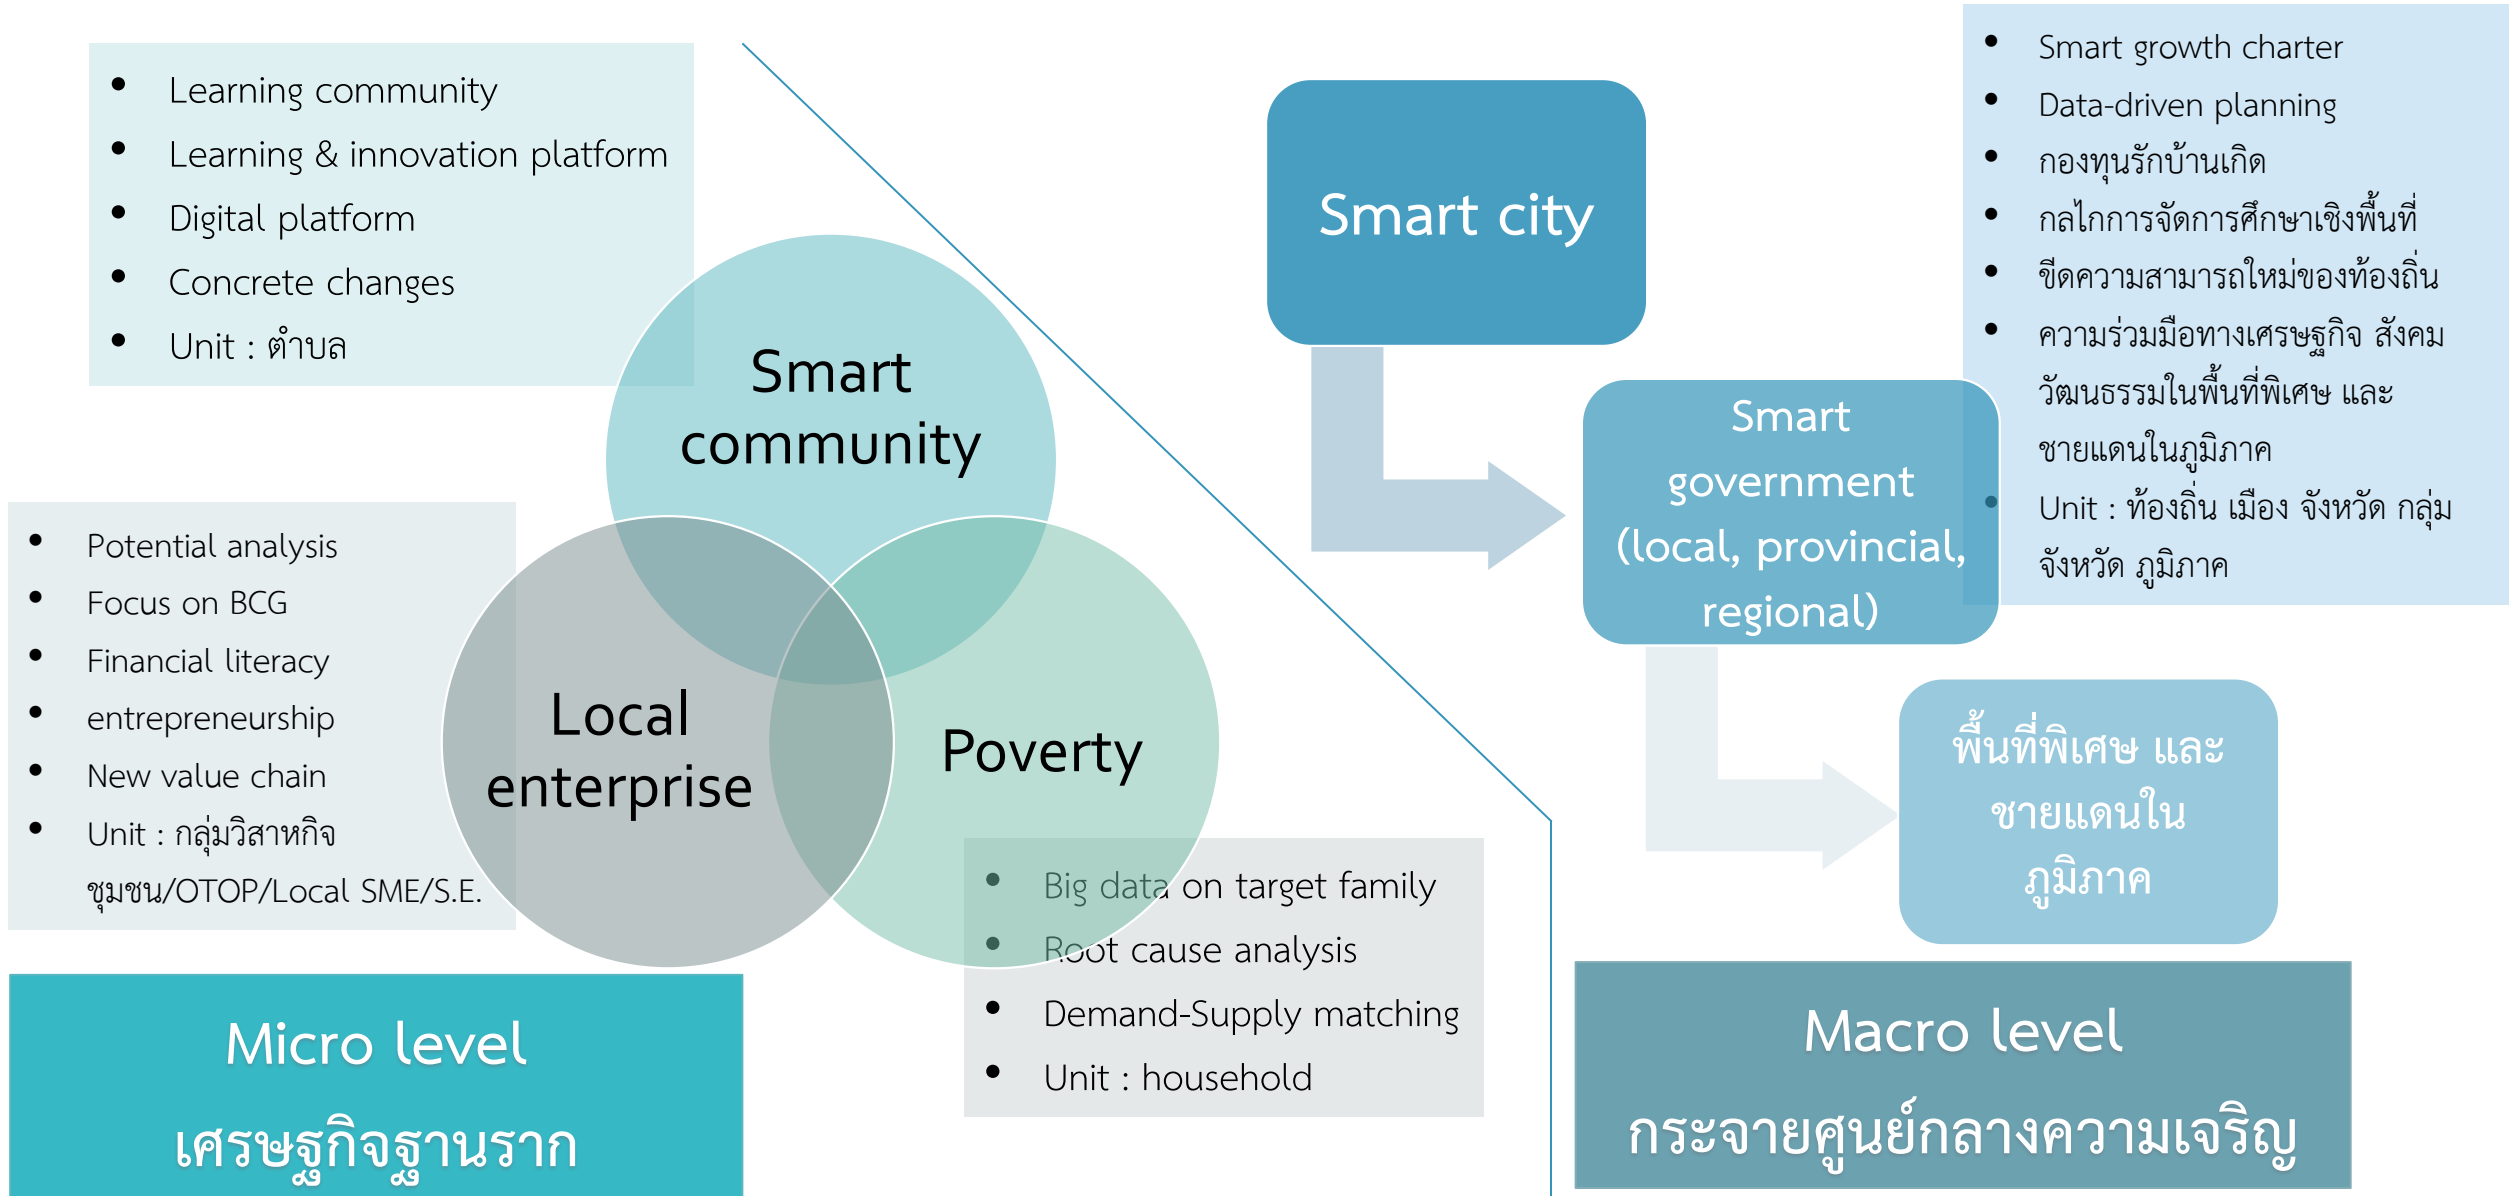 Learning community
Learning & innovation platform
Digital platform
Concrete changes
Unit : ตำบล
Smart
community
Potential analysis
Focus on BCG
Financial literacy
entrepreneurship
New value chain
Unit : กลุ่มวิสาหกิจ
ชุมชน/OTOP/Local SME/S.E.
Local
enterprise
Poverty
Big data on target family
Root cause analysis
Demand-Supply matching
Unit : household
Micro level
เศรษฐกิจฐานราก
Smart city
Smart
government
(local, provincial,
regional)
พื้นที่พิเศษ และ
ชายแดนใน
ภูมิภาค
Smart growth charter
Data-driven planning
กองทุนรักบ้านเกิด
กลไกการจัดการศึกษาเชิงพื้นที่
ขีดความสามารถใหม่ของท้องถิ่น
ความร่วมมือทางเศรษฐกิจ สังคม
วัฒนธรรมในพื้นที่พิเศษ และ
ชายแดนในภูมิภาค
Unit : ท้องถิ่น เมือง จังหวัด กลุ่ม
จังหวัด ภูมิภาค
Macro level
กระจายศูนย์กลางความเจริญ